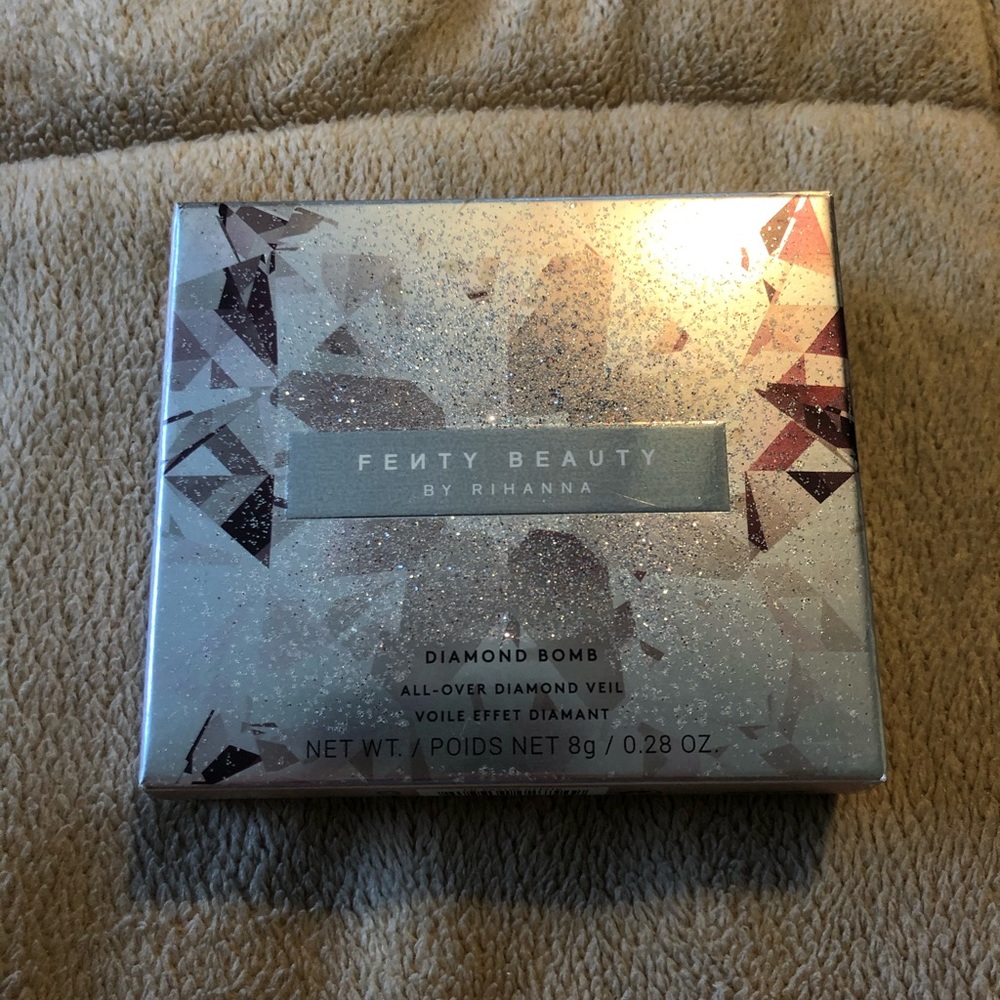 FEИTY BEAUTY
BY RIHANNA
DIAMOND BOMB
ALL-OVER DIAMOND VEIL
VOILE EFFET DIAMANT
NET WT. / POIDS NET 8g / 0.28 OZ.